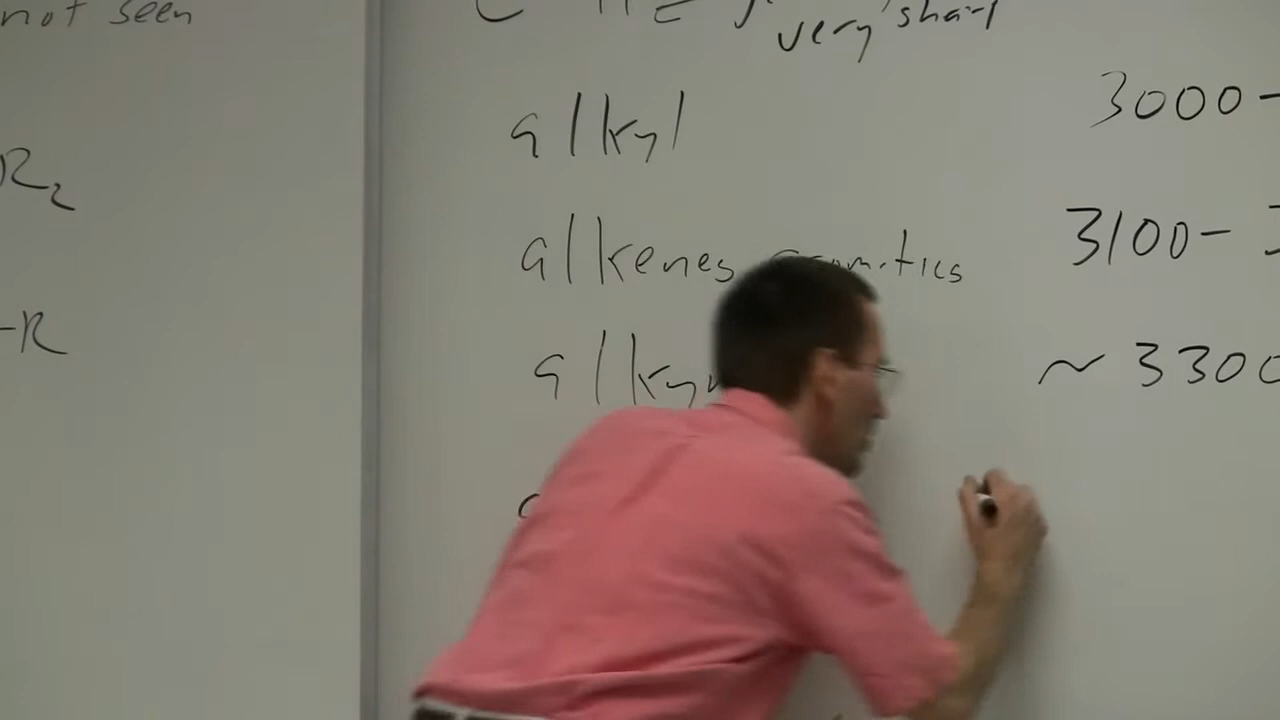 not seen
R2
-R
very sharp
alkyl 3000-
alkenes aromatics 3100-
~3300